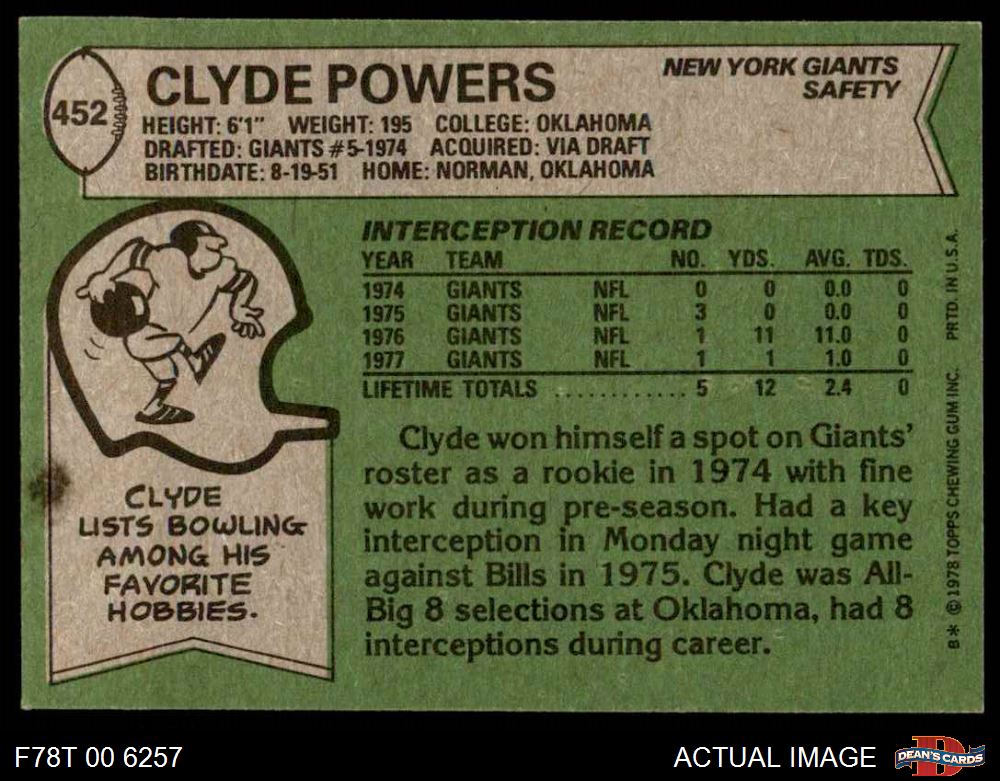 452
CLYDE POWERS
NEW YORK GIANTS
SAFETY
HEIGHT: 6'1" WEIGHT: 195 COLLEGE: OKLAHOMA
DRAFTED: GIANTS #5-1974 ACQUIRED: VIA DRAFT
BIRTHDATE: 8-19-51 HOME: NORMAN, OKLAHOMA
INTERCEPTION RECORD
YEAR TEAM NO. YDS. AVG. TDS.
1974 GIANTS NFL 0 0 0.0 0
1975 GIANTS NFL 3 0 0.0 0
1976 GIANTS NFL 1 11 11.0 0
1977 GIANTS NFL 1 1 1.0 0
LIFETIME TOTALS ............ 5 12 2.4 0
Clyde won himself a spot on Giants'
roster as a rookie in 1974 with fine
work during pre-season. Had a key
interception in Monday night game
against Bills in 1975. Clyde was All-
Big 8 selections at Oklahoma, had 8
interceptions during career.
CLYDE
LISTS BOWLING
AMONG HIS
FAVORITE
HOBBIES.
B* © 1978 TOPPS CHEWING GUM INC. PRTD. IN U.S.A.
F78T 00 6257
ACTUAL IMAGE
D
DEAN'S CARDS